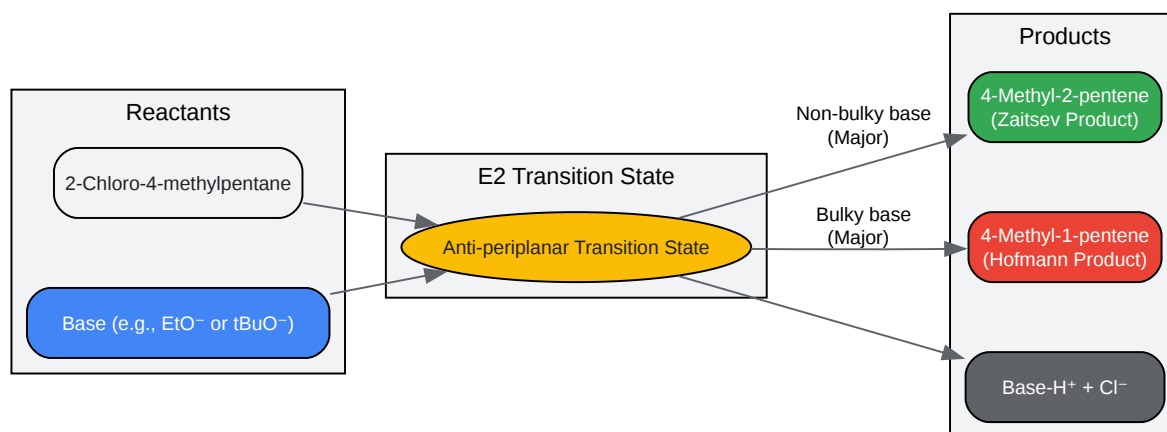 Reactants
2-Chloro-4-methylpentane
Base (e.g., EtO⁻ or tBuO⁻)
E2 Transition State
Anti-periplanar Transition State
Non-bulky base
(Major)
Bulky base
(Major)
Products
4-Methyl-2-pentene
(Zaitsev Product)
4-Methyl-1-pentene
(Hofmann Product)
Base-H⁺ + Cl⁻